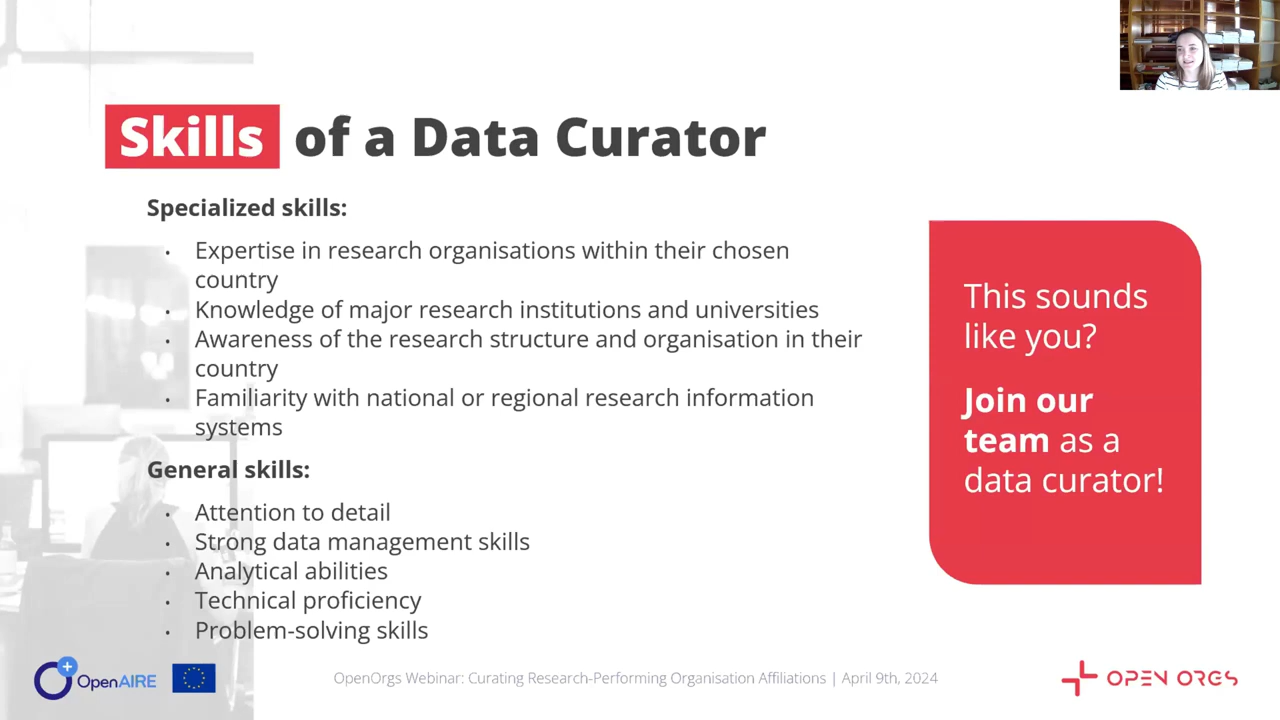 Skills of a Data Curator
Specialized skills:
· Expertise in research organisations within their chosen
country
· Knowledge of major research institutions and universities
· Awareness of the research structure and organisation in their
country
· Familiarity with national or regional research information
systems
General skills:
· Attention to detail
· Strong data management skills
· Analytical abilities
· Technical proficiency
· Problem-solving skills
This sounds
like you?
Join our
team as a
data curator!
OpenAIRE
OpenOrgs Webinar: Curating Research-Performing Organisation Affiliations | April 9th, 2024
OPEN ORGS